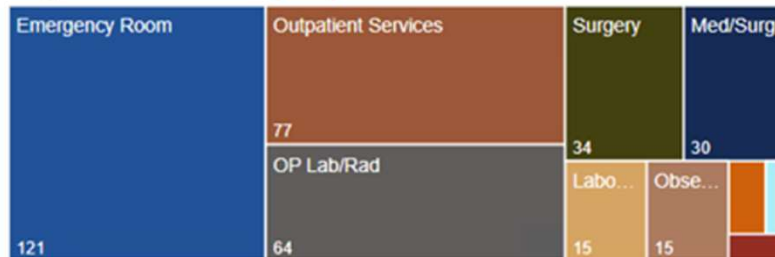 Emergency Room
121
Outpatient Services
77
OP Lab/Rad
64
Surgery
34
Med/Surg
30
Labo...
15
Obse...
15